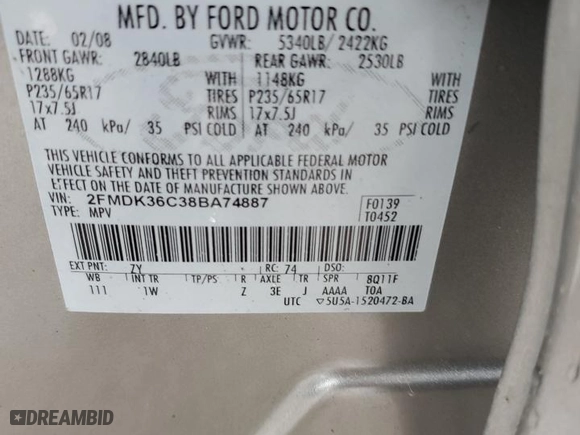 MFD. BY FORD MOTOR CO.
DATE: 02/08 GVWR: 5340LB/ 2422KG
FRONT GAWR: 2840LB REAR GAWR: 2530LB
1288KG WITH 1148KG WITH
P235/65R17 TIRES P235/65R17 TIRES
17x7.5J RIMS 17x7.5J RIMS
AT 240 kPa/ 35 PSI COLD AT 240 kPa/ 35 PSI COLD
THIS VEHICLE CONFORMS TO ALL APPLICABLE FEDERAL MOTOR
VEHICLE SAFETY AND THEFT PREVENTION STANDARDS IN
EFFECT ON THE DATE OF MANUFACTURE SHOWN ABOVE.
VIN: 2FMDK36C38BA74887 F0139
TYPE: MPV T0452
EXT PNT: ZY RC: 74 DSO:
WB INT TR TP/PS R AXLE TR SPR 8Q11F
111 1W Z 3E J AAAA T0A
UTC ▽5U5A-1520472-BA
DREAMBID